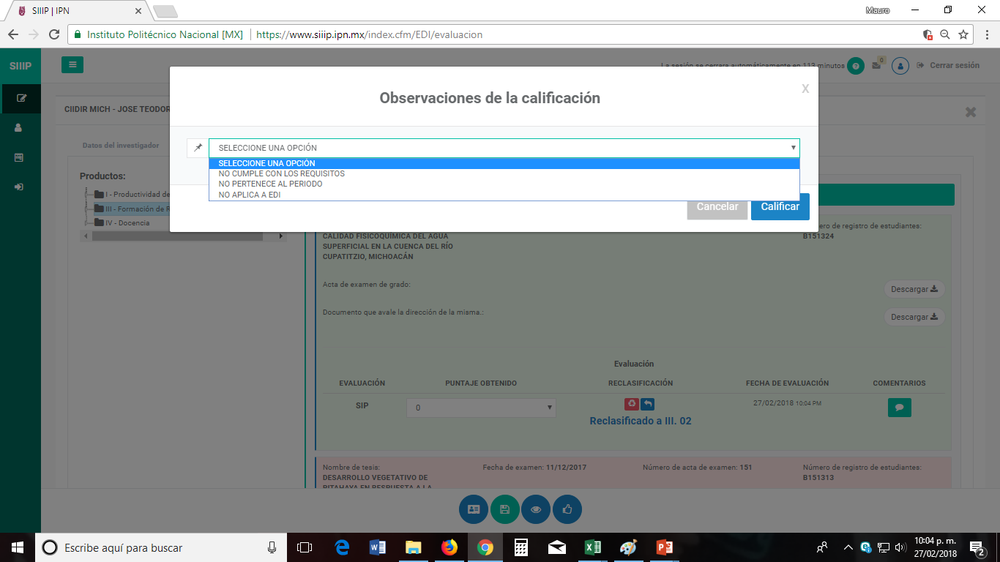 SIIIP | IPN
Mauro
Instituto Politécnico Nacional [MX]
https://www.siiip.ipn.mx/index.cfm/EDI/evaluacion
SIIIP
La sesión se cerrara automáticamente en 113 minutos
0
Cerrar sesión
Observaciones de la calificación
X
CIIDIR MICH - JOSE TEODOR
Datos del investigador
SELECCIONE UNA OPCIÓN
SELECCIONE UNA OPCIÓN
NO CUMPLE CON LOS REQUISITOS
NO PERTENECE AL PERIODO
NO APLICA A EDI
Cancelar
Calificar
Productos:
I - Productividad de
III - Formación de R
IV - Docencia
ero de registro de estudiantes:
B151324
CALIDAD FISICOQUÍMICA DEL AGUA
SUPERFICIAL EN LA CUENCA DEL RÍO
CUPATITZIO, MICHOACÁN
Acta de examen de grado:
Descargar
Documento que avale la dirección de la misma.:
Descargar
Evaluación
EVALUACIÓN PUNTAJE OBTENIDO RECLASIFICACIÓN FECHA DE EVALUACIÓN COMENTARIOS
SIP 0 27/02/2018 10:04 PM
Reclasificado a III. 02
Nombre de tesis: Fecha de examen: 11/12/2017 Número de acta de examen: 151 Número de registro de estudiantes:
DESARROLLO VEGETATIVO DE B151313
PITAHAYA EN RESPUESTA A LA
Escribe aquí para buscar
10:04 p. m.
27/02/2018
2